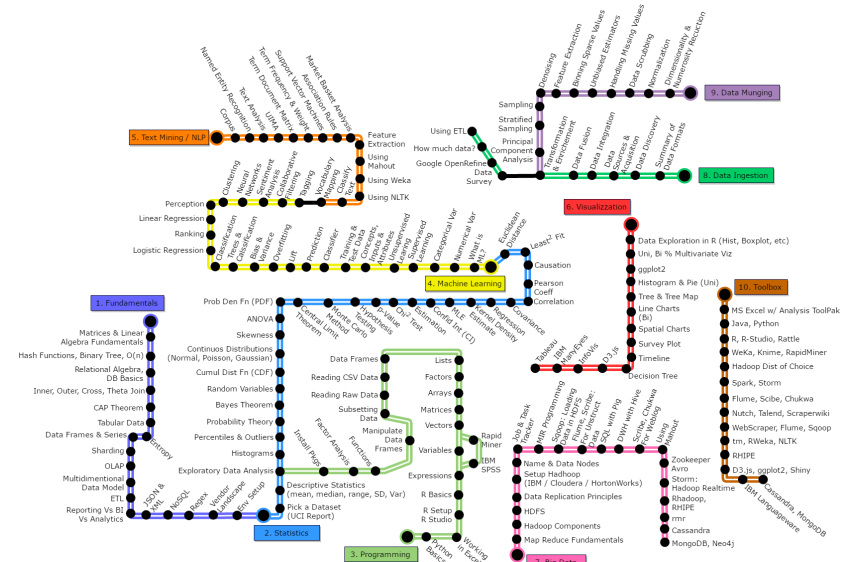 1. Fundamentals
Matrices & Linear
Algebra Fundamentals
Hash Functions, Binary Tree, O(n)
Relational Algebra,
DB Basics
Inner, Outer, Cross, Theta Join
CAP Theorem
Tabular Data
Data Frames & Series
Entropy
Sharding
OLAP
Multidimentional
Data Model
ETL
Reporting Vs BI
Vs Analytics
JSON &
XML
NoSQL
Regex
Vendor
Landscape
Env Setup
2. Statistics
Pick a Dataset
(UCI Report)
Descriptive Statistics
(mean, median, range, SD, Var)
Exploratory Data Analysis
Histograms
Percentiles & Outliers
Probability Theory
Bayes Theorem
Random Variables
Cumul Dist Fn (CDF)
Continuos Distributions
(Normal, Poisson, Gaussian)
Skewness
ANOVA
Prob Den Fn (PDF)
Central Limit
Theorem
Monte Carlo
Method
Hypothesis
Testing
p-Value
Chi² Test
Estimation
Confid Int (CI)
MLE
Kernel Density
Estimate
Regression
Covariance
Correlation
Pearson
Coeff
Causation
Least² Fit
Euclidean
Distance
3. Programming
Python
Basics
Working
in Excel
R Setup
R Studio
R Basics
Expressions
IBM
SPSS
Rapid
Miner
Variables
Vectors
Matrices
Arrays
Factors
Lists
Data Frames
Reading CSV Data
Reading Raw Data
Subsetting
Data
Manipulate
Data
Frames
Functions
Factor Analysis
Install Pkgs
4. Machine Learning
What is
ML?
Numerical Var
Categorical Var
Supervised
Learning
Unsupervised
Learing
Concepts,
Inputs &
Attributes
Training &
Test Data
Classifier
Prediction
Lift
Overfitting
Bias &
Variance
Trees &
Classification
Classification
Logistic Regression
Ranking
Linear Regression
Perception
Clustering
Neural
Networks
Sentiment
Analysis
Collaborative
Filtering
Tagging
Vocabulary
Mapping
Classify
Text
5. Text Mining / NLP
Corpus
Named Entity Recognition
Text Analysis
UIMA
Term Document Matrix
Term Frequency & Weight
Support Vector Machines
Association Rules
Market Basket Analysis
Feature
Extraction
Using
Mahout
Using Weka
Using NLTK
6. Visualizzation
Data Exploration in R (Hist, Boxplot, etc)
Uni, Bi % Multivariate Viz
ggplot2
Histogram & Pie (Uni)
Tree & Tree Map
Line Charts
(Bi)
Spatial Charts
Survey Plot
Timeline
Decision Tree
D3.js
InfoVis
IBM
ManyEyes
Tableau
7. Big Data
Map Reduce Fundamentals
Hadoop Components
HDFS
Data Replication Principles
Setup Hadhoop
(IBM / Cloudera / HortonWorks)
Name & Data Nodes
Job & Task
Tracker:
MIR Programming
Sqoop: Loading
Data in HDFS
Flume, Scribe:
For Unstruct
Data
SQL with Pig
DWH with Hive
Scribe, Chukwa
For Weblog
Using
Mahout
Zookeeper
Avro
Storm:
Hadoop Realtime
Rhadoop,
RHIPE
rmr
Cassandra
MongoDB, Neo4j
8. Data Ingestion
Summary of
Data Formats
Data Discovery
Data
Sources &
Acquisition
Data Integration
Data Fusion
Transformation
& Enrichement
Data
Survey
Google OpenRefine
How much data?
Using ETL
9. Data Munging
Dimensionality &
Numerosity Recuction
Normalization
Data Scrubbing
Handling Missing Values
Unbiased Estimators
Binning Sparse Values
Feature Extraction
Denoising
Sampling
Stratified
Sampling
Principal
Component
Analysis
10. Toolbox
MS Excel w/ Analysis ToolPak
Java, Python
R, R-Studio, Rattle
WeKa, Knime, RapidMiner
Hadoop Dist of Choice
Spark, Storm
Flume, Scibe, Chukwa
Nutch, Talend, Scraperwiki
WebScraper, Flume, Sqoop
tm, RWeka, NLTK
RHIPE
D3.js, ggplot2, Shiny
IBM Languageware
Cassandra, MongoDB